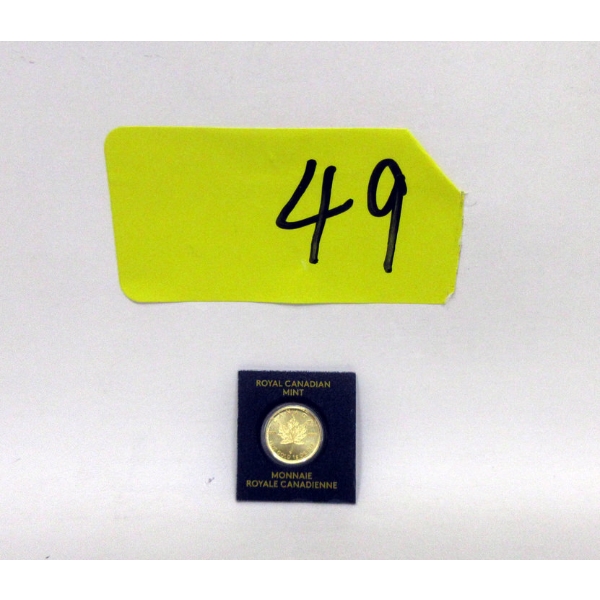 49
ROYAL CANADIAN
MINT
MONNAIE
ROYALE CANADIENNE